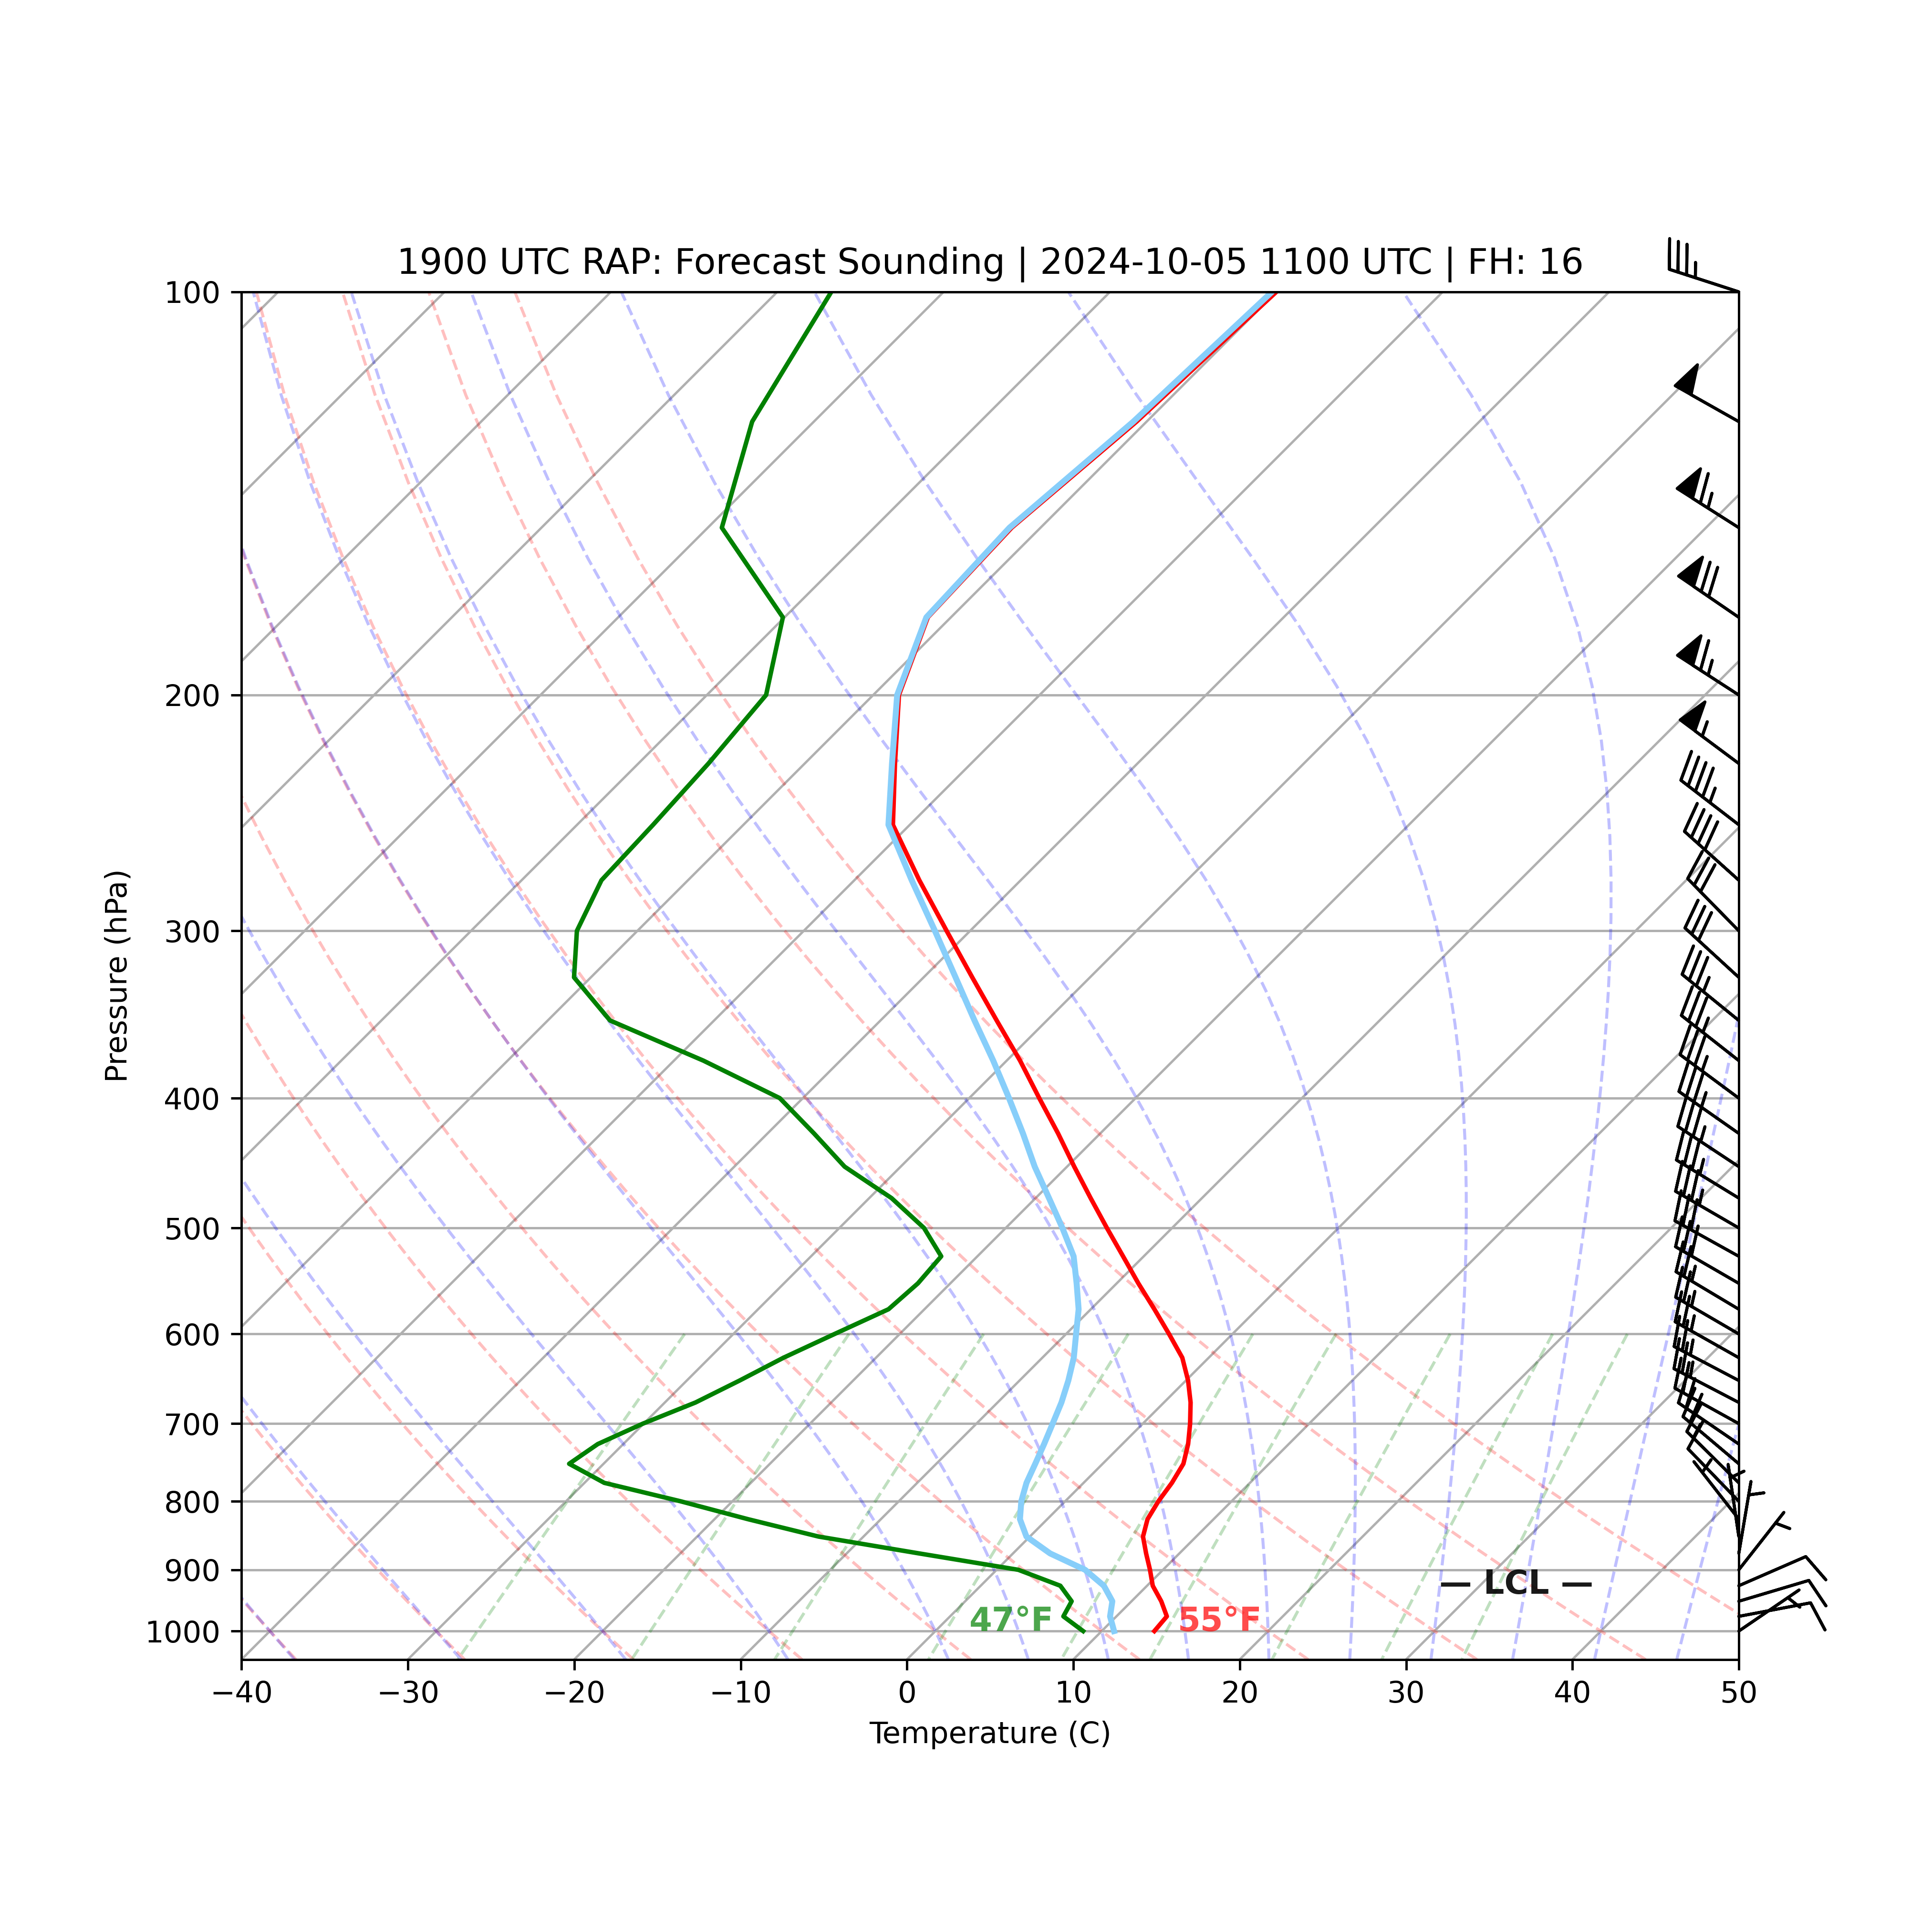 1900 UTC RAP: Forecast Sounding | 2024-10-05 1100 UTC | FH: 16
100
200
300
400
500
600
700
800
900
1000
Pressure (hPa)
— LCL —
47°F
55°F
−40 −30 −20 −10 0 10 20 30 40 50
Temperature (C)